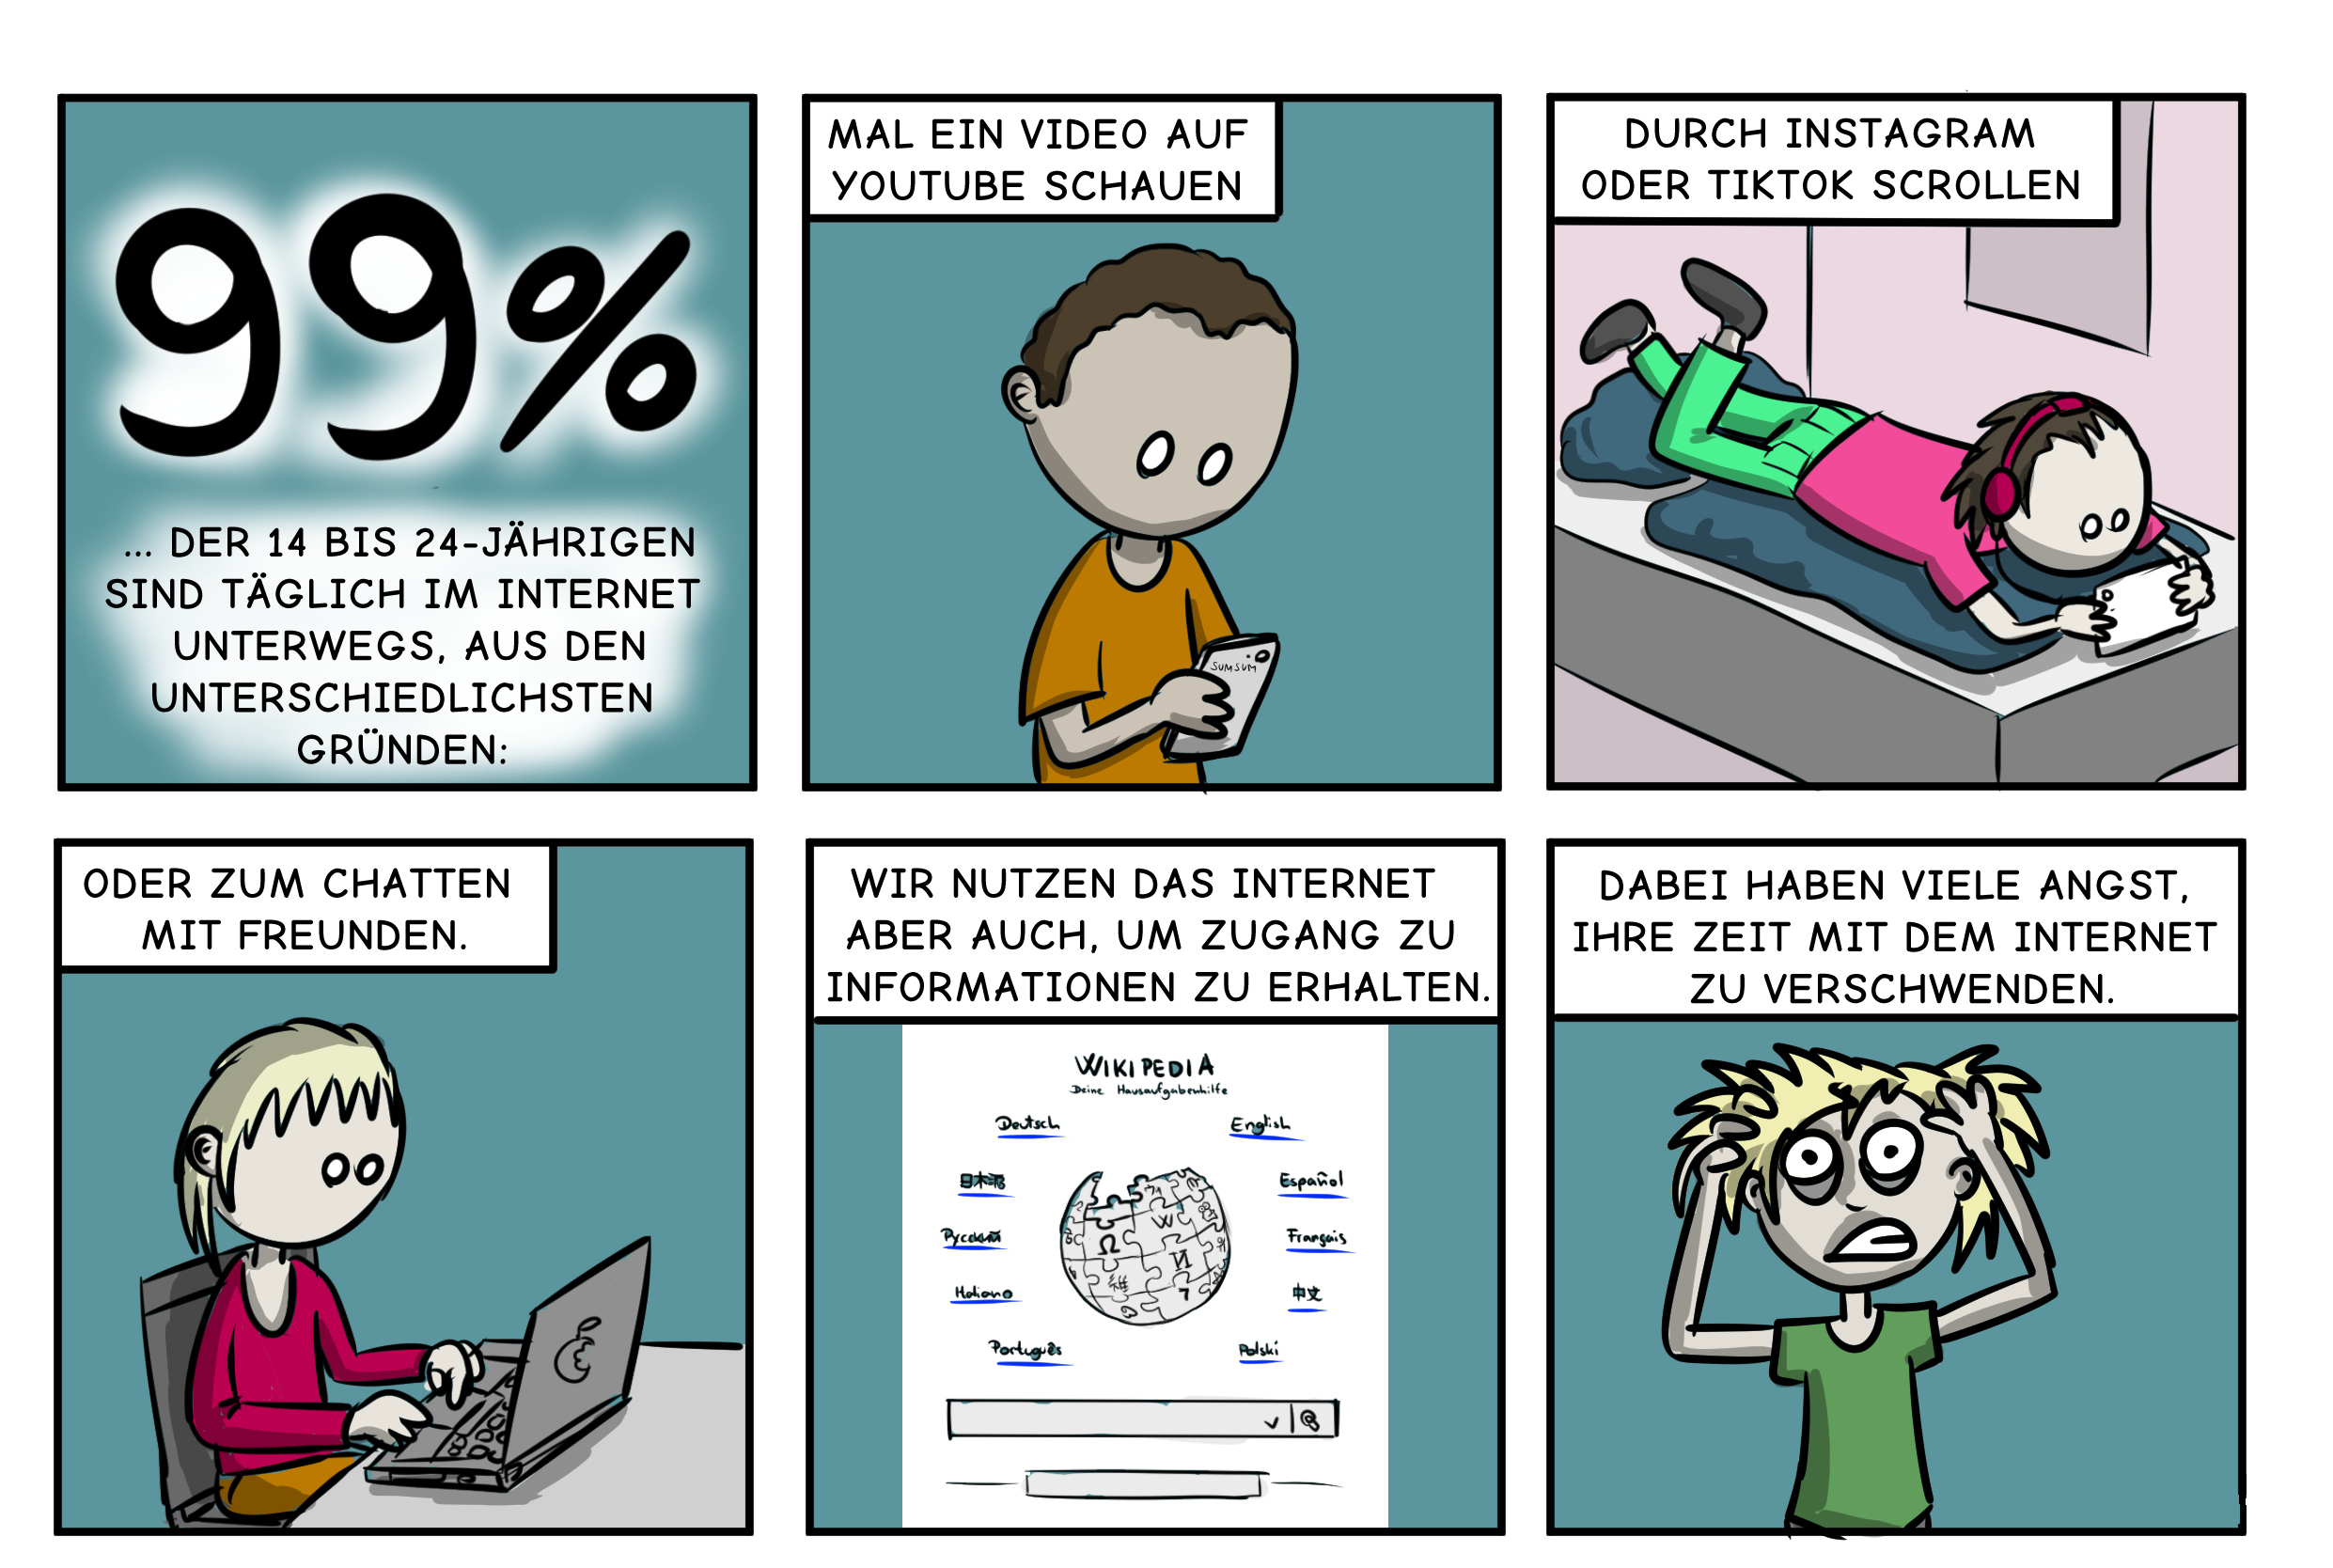 99%
... DER 14 BIS 24-JÄHRIGEN
SIND TÄGLICH IM INTERNET
UNTERWEGS, AUS DEN
UNTERSCHIEDLICHSTEN
GRÜNDEN:
MAL EIN VIDEO AUF
YOUTUBE SCHAUEN
SUMSUM
DURCH INSTAGRAM
ODER TIKTOK SCROLLEN
ODER ZUM CHATTEN
MIT FREUNDEN.
WIR NUTZEN DAS INTERNET
ABER AUCH, UM ZUGANG ZU
INFORMATIONEN ZU ERHALTEN.
WIKIPEDIA
Deine Hausaufgabenhilfe
Deutsch English
Español
Русский Français
Italiano 中文
Português Polski
Ω W И
維 7
DABEI HABEN VIELE ANGST,
IHRE ZEIT MIT DEM INTERNET
ZU VERSCHWENDEN.